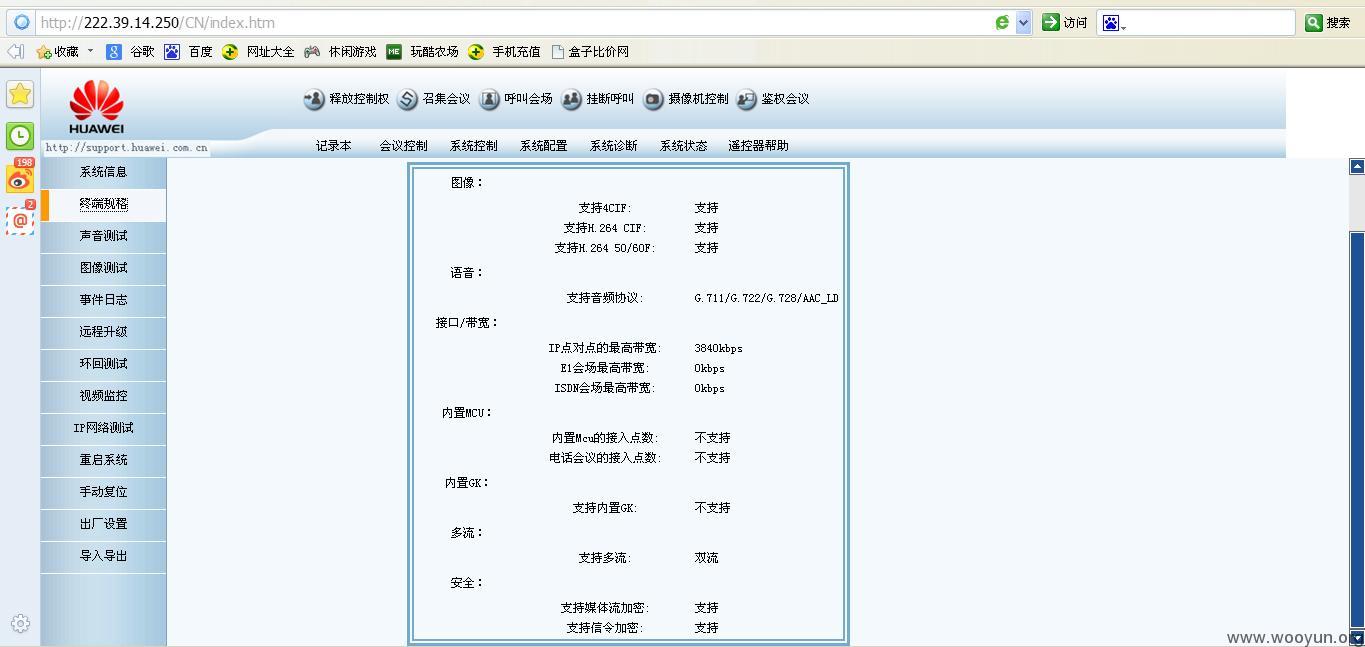 http://222.39.14.250/CN/index.htm 访问 搜索
收藏 谷歌 百度 网址大全 休闲游戏 玩酷农场 手机充值 盒子比价网
释放控制权 召集会议 呼叫会场 挂断呼叫 摄像机控制 鉴权会议
HUAWEI
http://support.huawei.com.cn
记录本 会议控制 系统控制 系统配置 系统诊断 系统状态 遥控器帮助
198
2
@
系统信息
终端规格
声音测试
图像测试
事件日志
远程升级
环回测试
视频监控
IP网络测试
重启系统
手动复位
出厂设置
导入导出
图像：
支持4CIF: 支持
支持H.264 CIF: 支持
支持H.264 50/60F: 支持
语音：
支持音频协议: G.711/G.722/G.728/AAC_LD
接口/带宽：
IP点对点的最高带宽: 3840kbps
E1会场最高带宽: 0kbps
ISDN会场最高带宽: 0kbps
内置MCU：
内置Mcu的接入点数: 不支持
电话会议的接入点数: 不支持
内置GK：
支持内置GK: 不支持
多流：
支持多流: 双流
安全：
支持媒体流加密: 支持
支持信令加密: 支持
www.wooyun.org